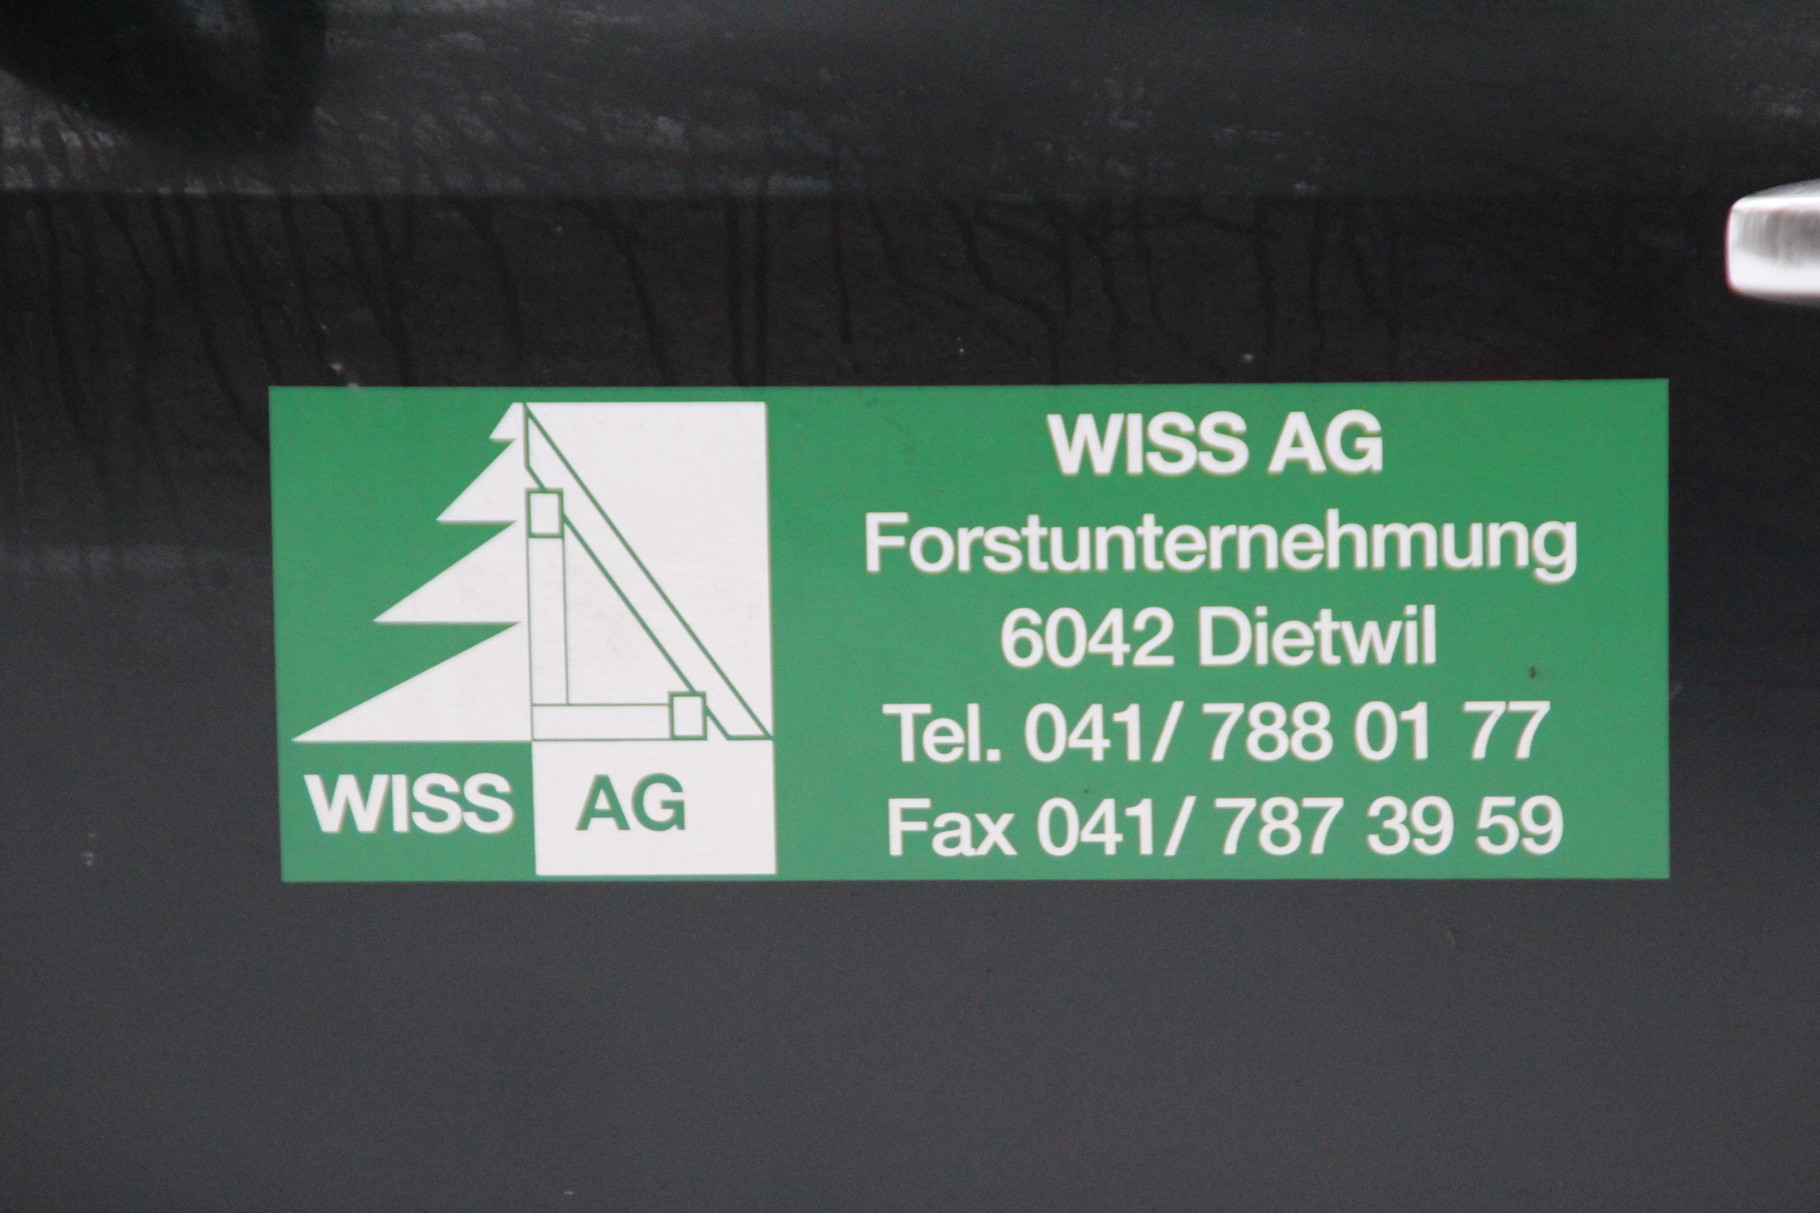 WISS AG
WISS AG
Forstunternehmung
6042 Dietwil
Tel. 041/ 788 01 77
Fax 041/ 787 39 59